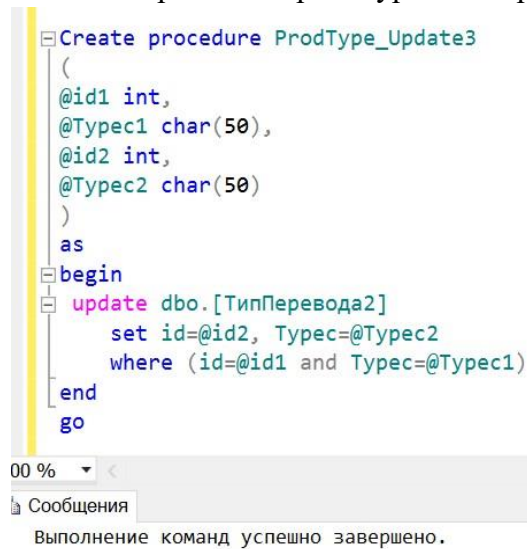 Create procedure ProdType_Update3
(
@id1 int,
@Typec1 char(50),
@id2 int,
@Typec2 char(50)
)
as
begin
update dbo.[ТипПеревода2]
set id=@id2, Typec=@Typec2
where (id=@id1 and Typec=@Typec1)
end
go
00 %
Сообщения
Выполнение команд успешно завершено.